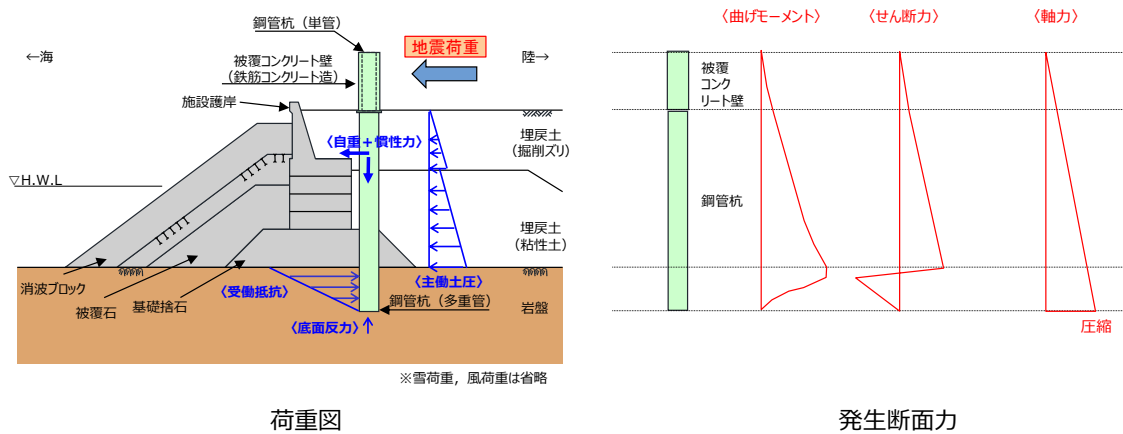 鋼管杭（単管）
←海
地震荷重
陸→
被覆コンクリート壁
（鉄筋コンクリート造）
施設護岸
〈自重＋慣性力〉
埋戻土
（掘削ズリ）
▽H.W.L
埋戻土
（粘性土）
消波ブロック
被覆石
基礎捨石
〈受働抵抗〉
〈主働土圧〉
鋼管杭（多重管）
岩盤
〈底面反力〉
※雪荷重，風荷重は省略
荷重図
〈曲げモーメント〉
〈せん断力〉
〈軸力〉
被覆
コンク
リート壁
鋼管杭
圧縮
発生断面力